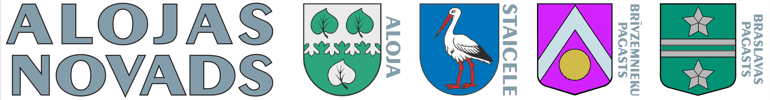 ALOJAS
NOVADS
ALOJA
STAICELE
BRĪVZEMNIEKU
PAGASTS
BRASLAVAS
PAGASTS